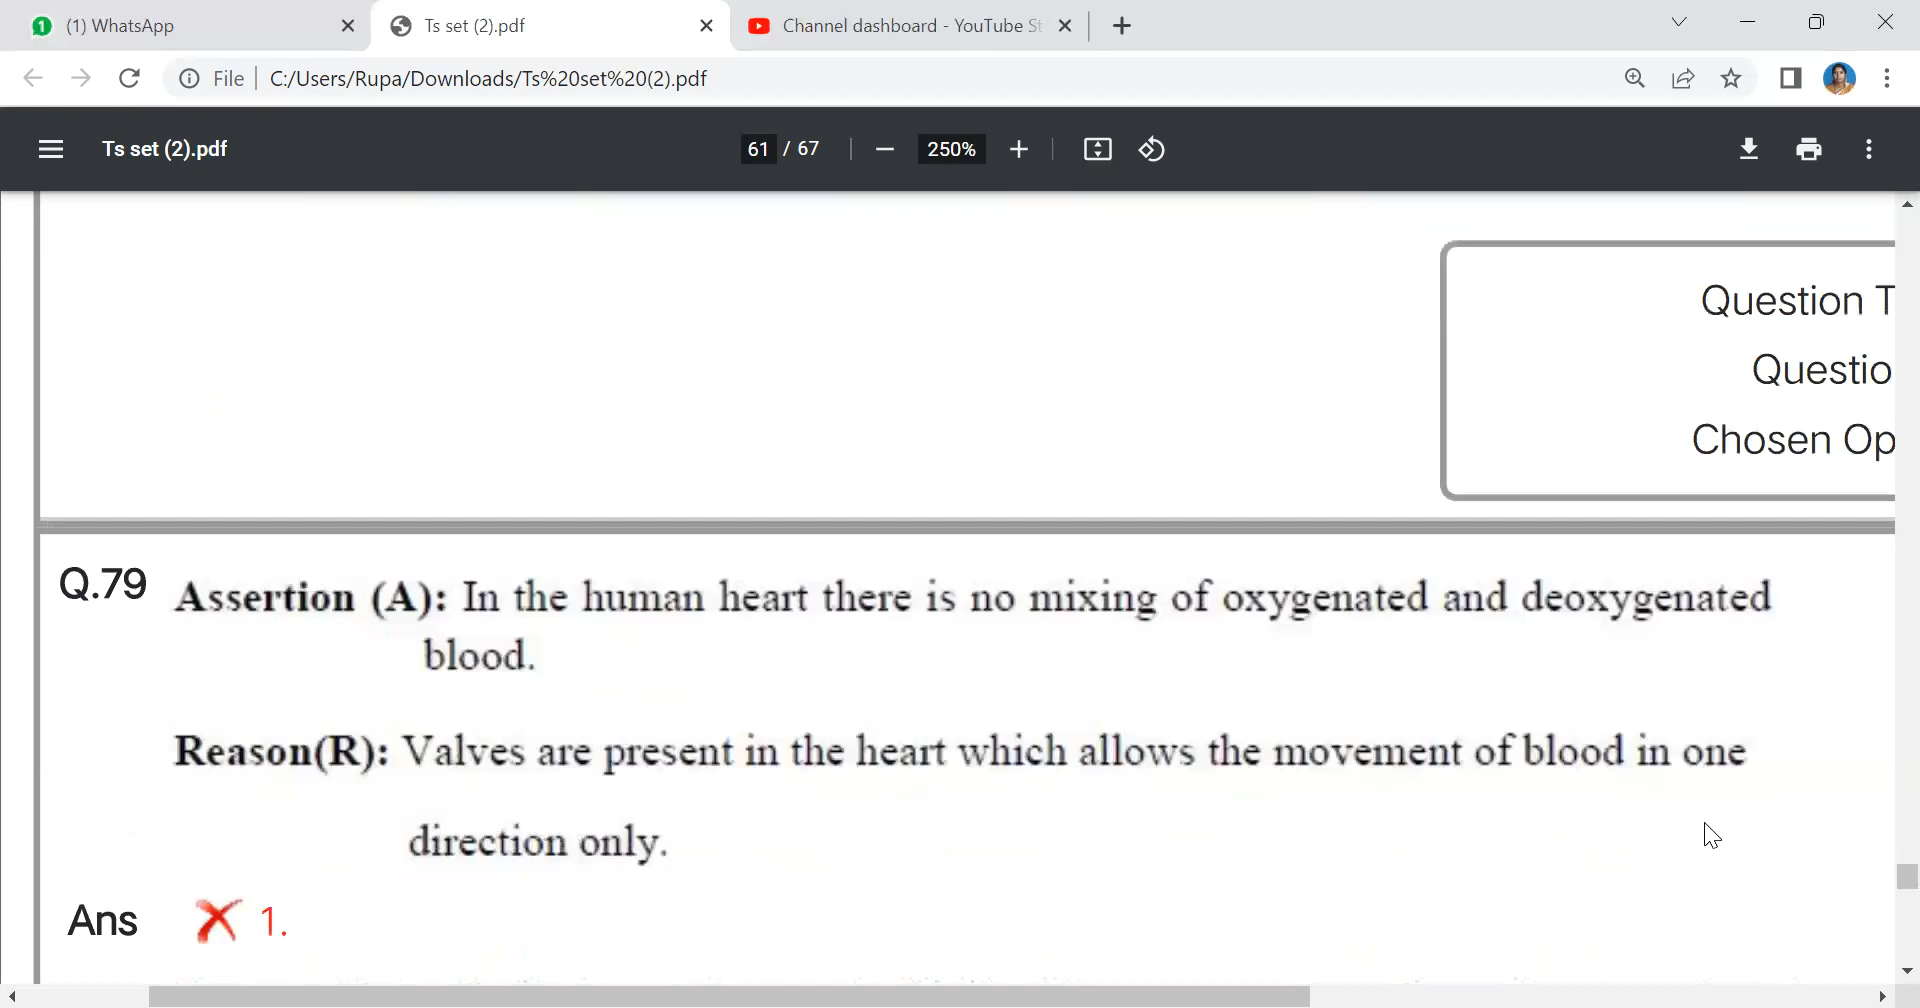 (1) WhatsApp
Ts set (2).pdf
Channel dashboard - YouTube St
File
C:/Users/Rupa/Downloads/Ts%20set%20(2).pdf
Ts set (2).pdf
61 / 67
250%
Question T
Questio
Chosen Op
Q.79
Assertion (A): In the human heart there is no mixing of oxygenated and deoxygenated
blood.
Reason(R): Valves are present in the heart which allows the movement of blood in one
direction only.
Ans
1.